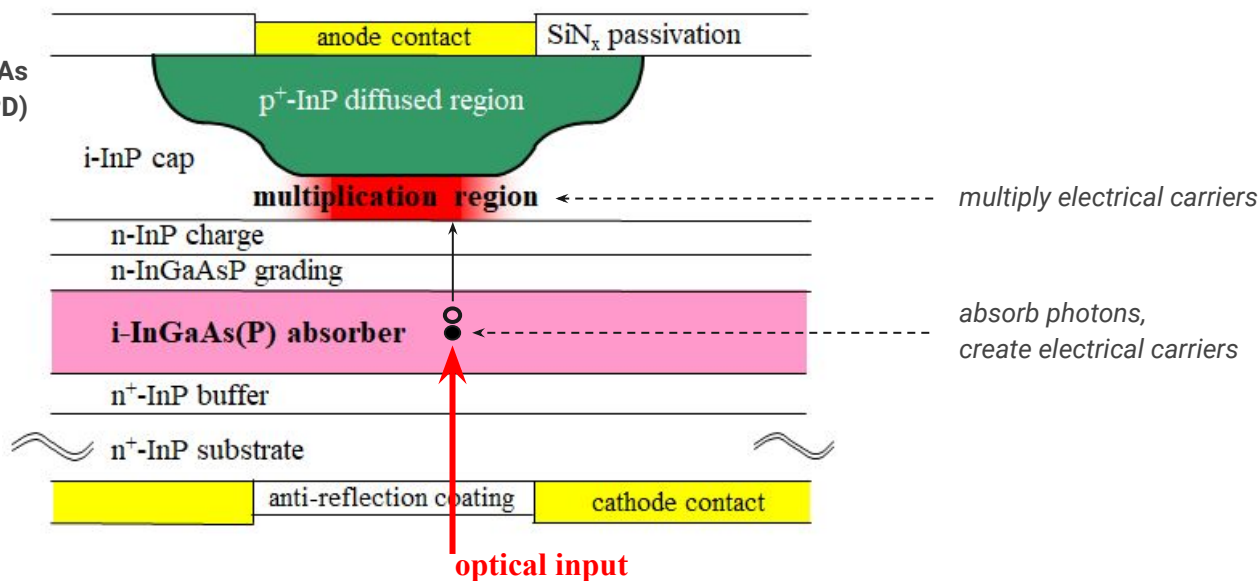 anode contact
SiNx passivation
As
D)
p+-InP diffused region
i-InP cap
multiplication region
multiply electrical carriers
n-InP charge
n-InGaAsP grading
i-InGaAs(P) absorber
absorb photons,
create electrical carriers
n+-InP buffer
n+-InP substrate
anti-reflection coating
cathode contact
optical input